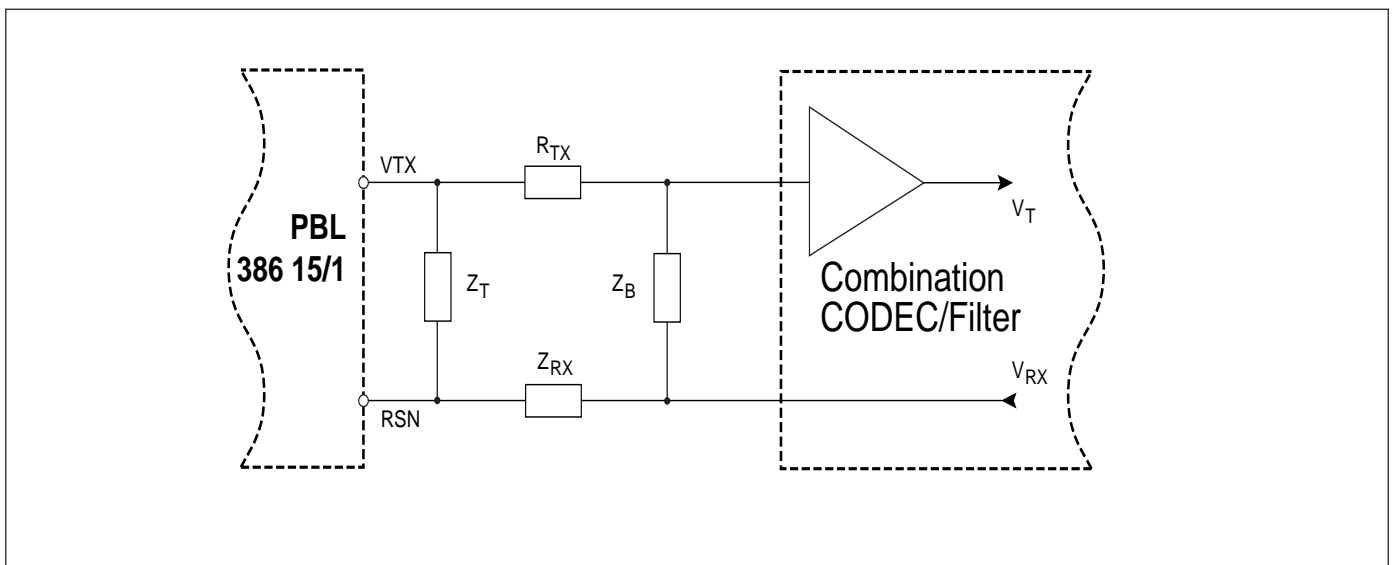 VTX
R_TX
PBL
386 15/1
Z_T
Z_B
V_T
Combination
CODEC/Filter
Z_RX
V_RX
RSN